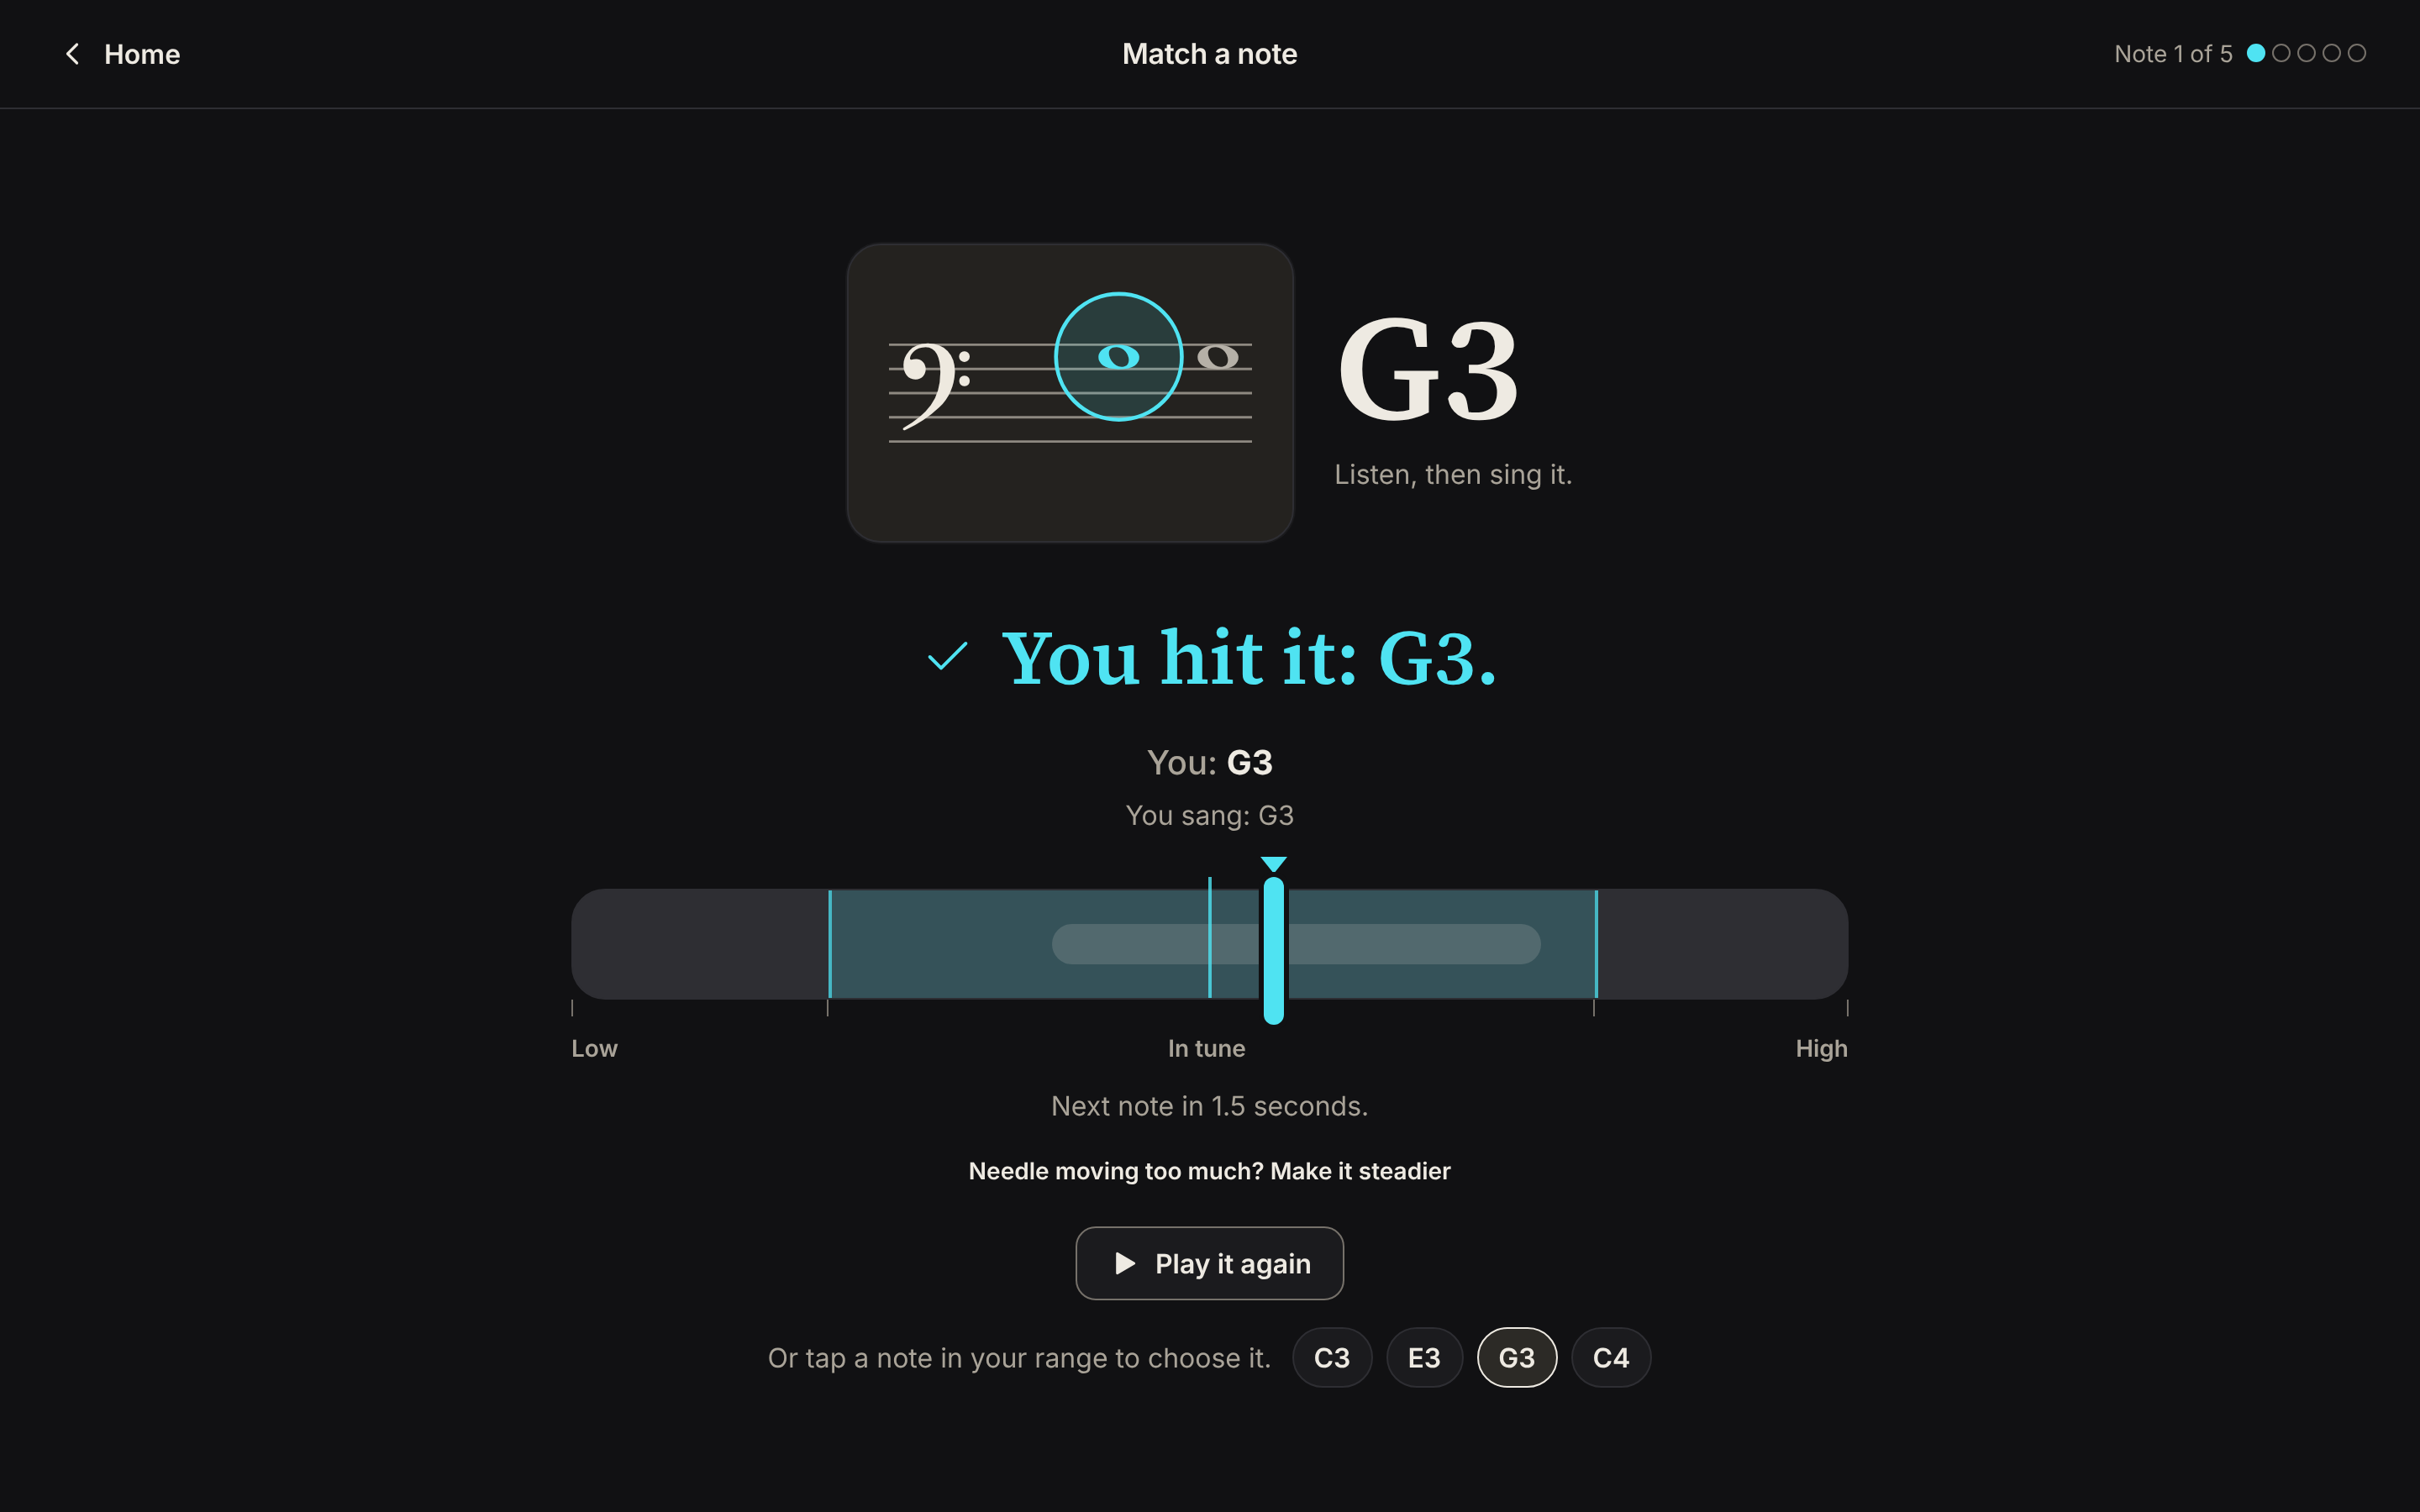 Home
Match a note
Note 1 of 5
G3
Listen, then sing it.
You hit it: G3.
You: G3
You sang: G3
Low
In tune
High
Next note in 1.5 seconds.
Needle moving too much? Make it steadier
Play it again
Or tap a note in your range to choose it.
C3
E3
G3
C4